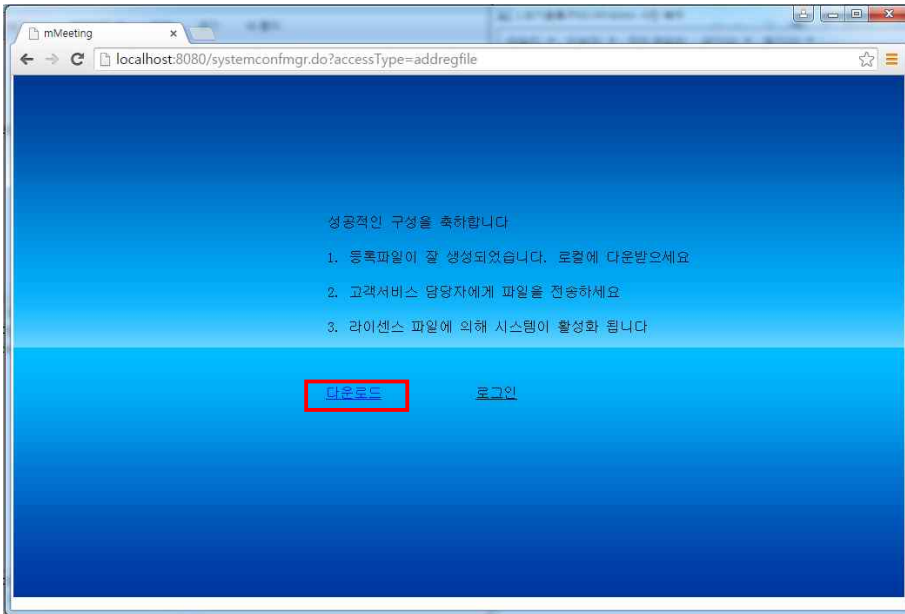 mMeeting
localhost:8080/systemconfmgr.do?accessType=addregfile
성공적인 구성을 축하합니다
1. 등록파일이 잘 생성되었습니다. 로컬에 다운받으세요
2. 고객서비스 담당자에게 파일을 전송하세요
3. 라이센스 파일에 의해 시스템이 활성화 됩니다
다운로드 로그인